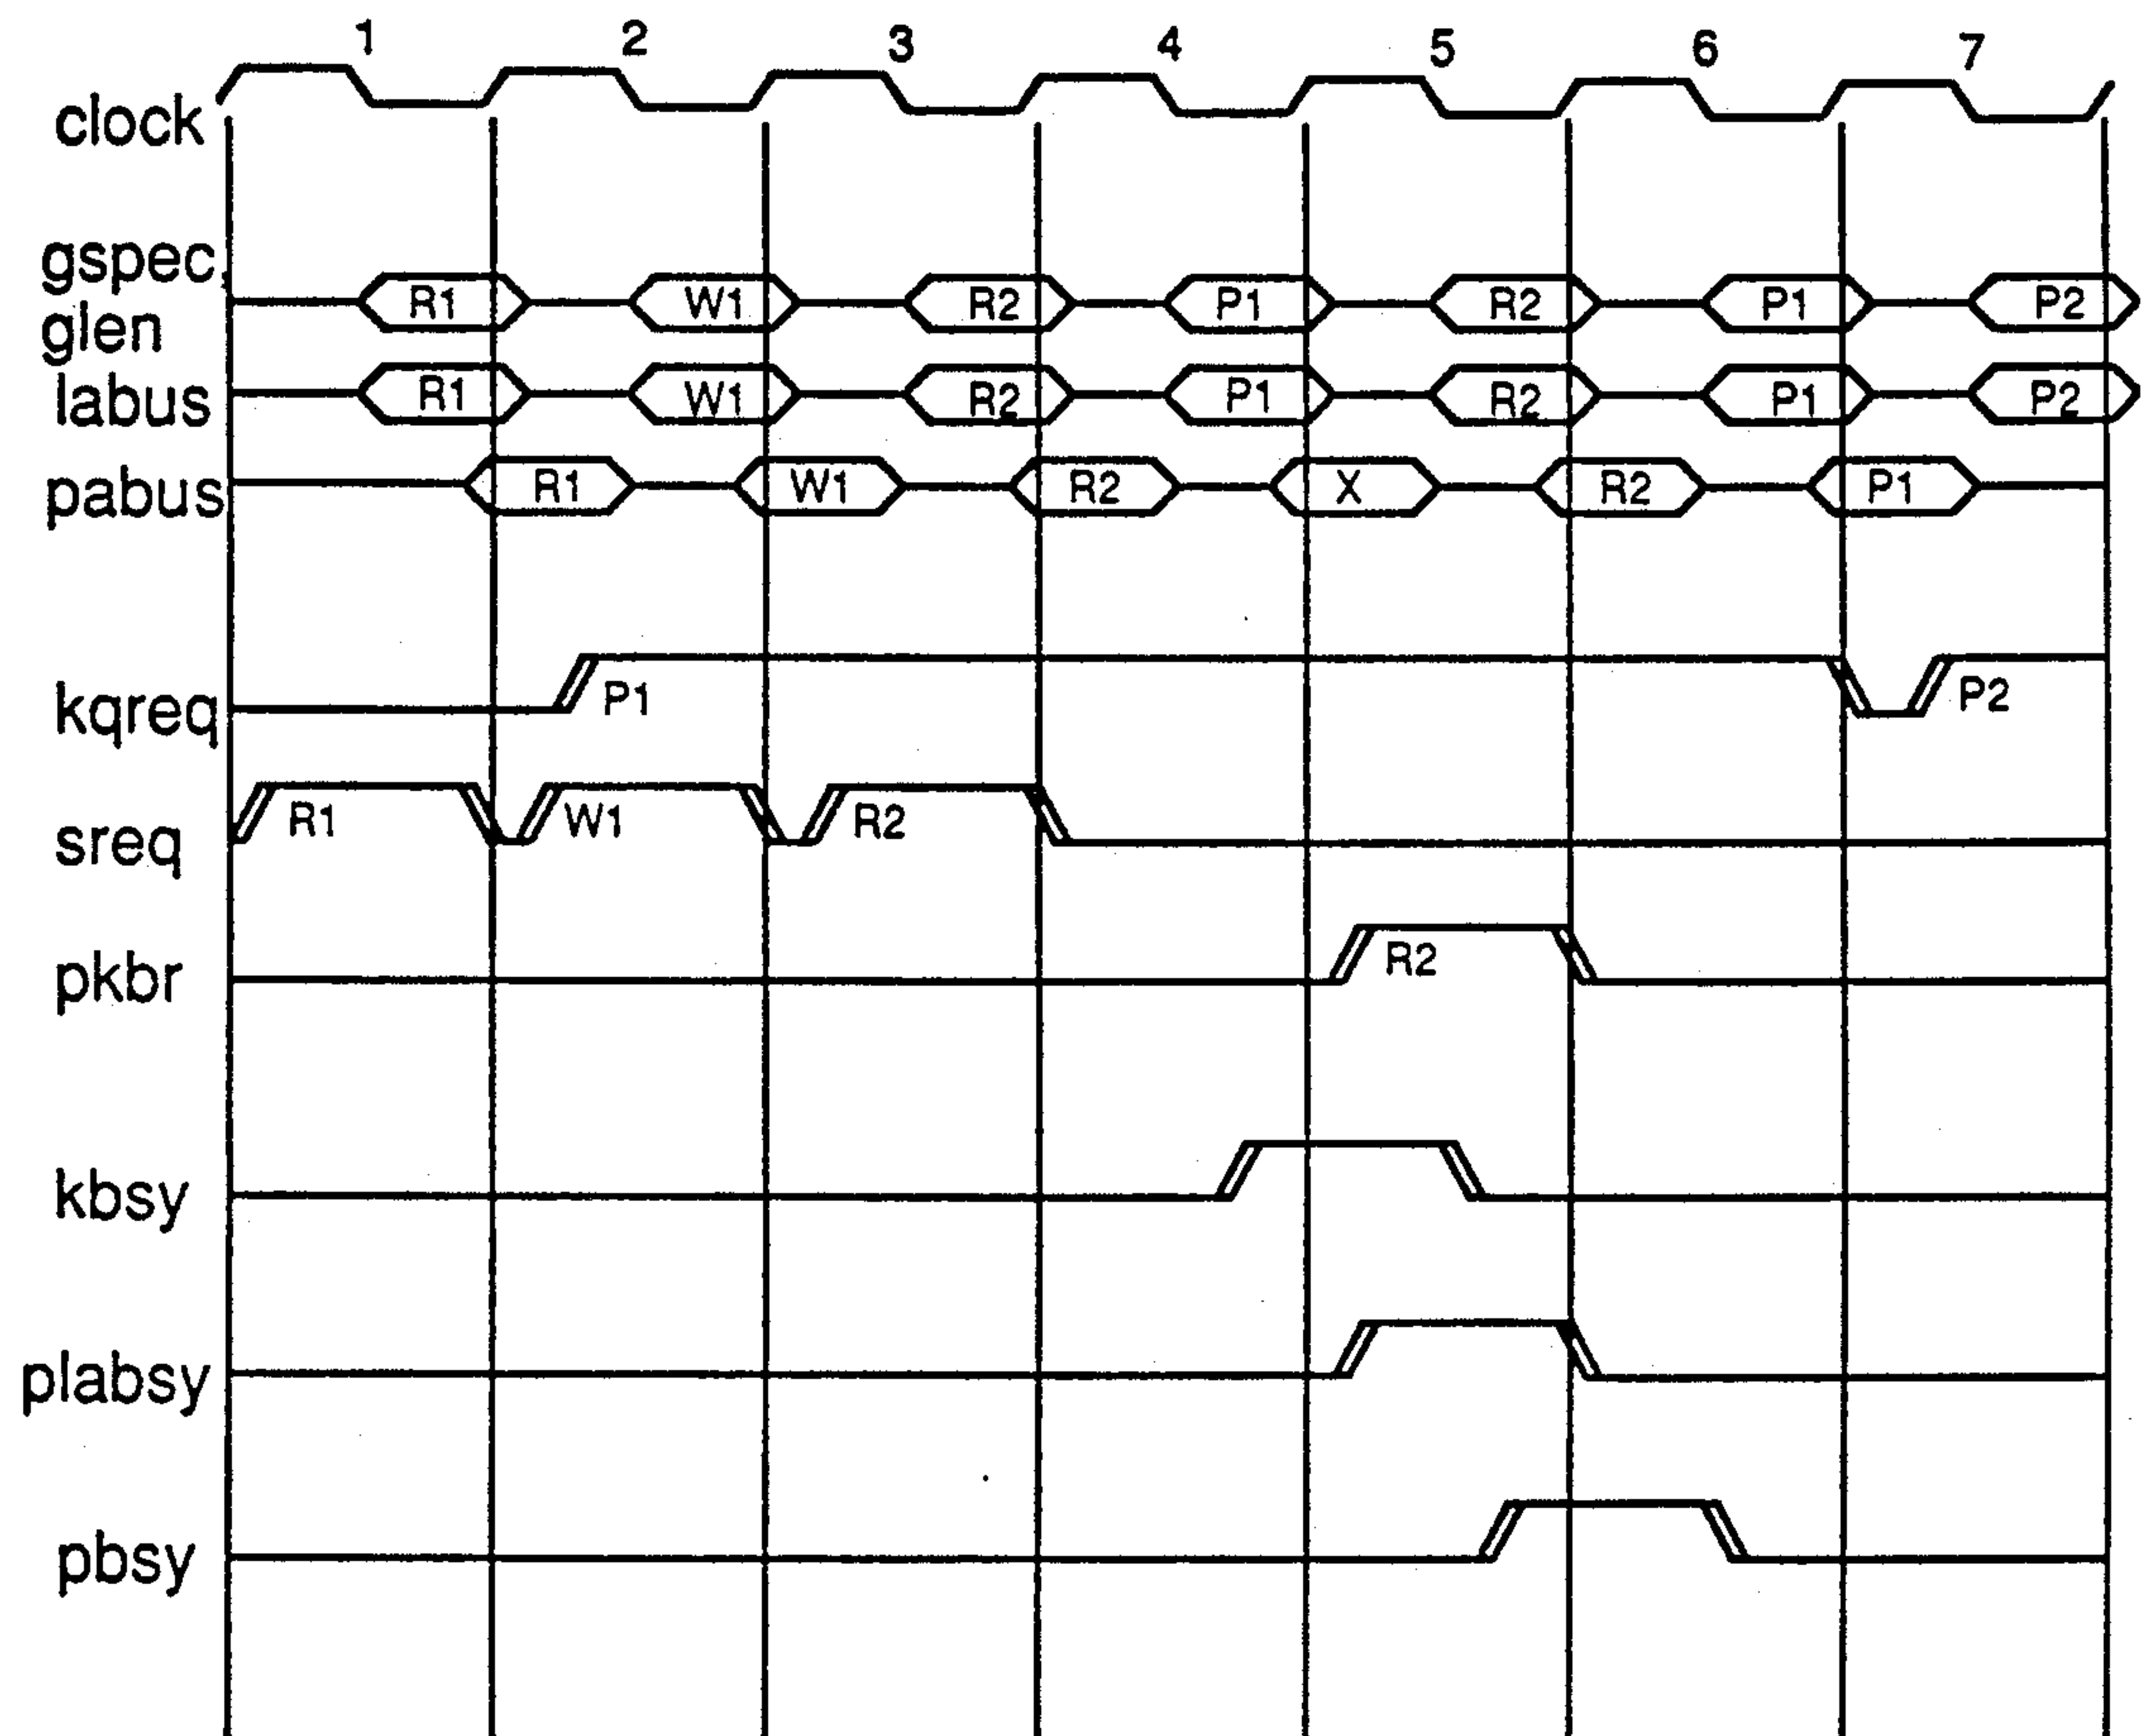 1 2 3 4 5 6 7
clock
gspec
glen
R1 W1 R2 P1 R2 P1 P2
labus R1 W1 R2 P1 R2 P1 P2
pabus R1 W1 R2 X R2 P1
kqreq P1 P2
sreq R1 W1 R2
pkbr R2
kbsy
plabsy
pbsy